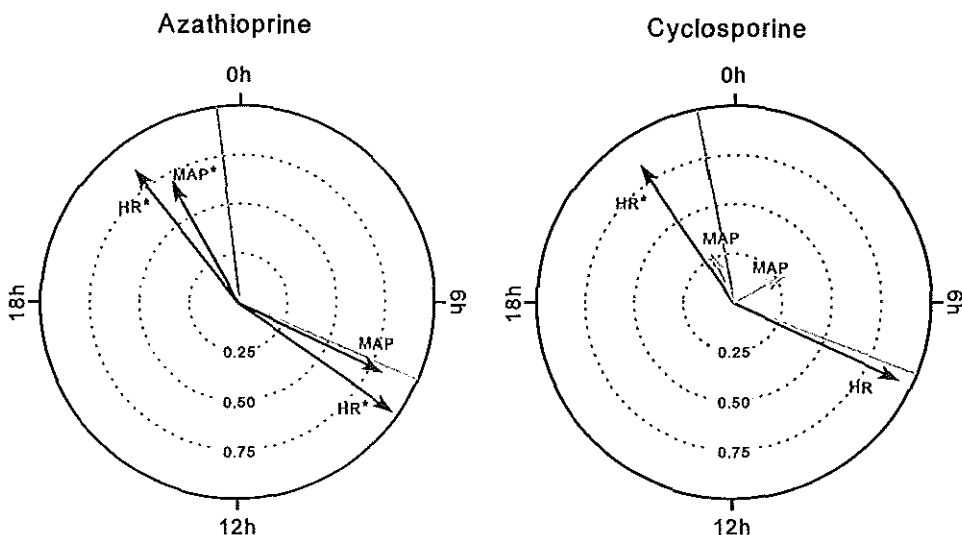 Azathioprine
0h
HR*
MAP*
18h
6h
MAP
HR*
0.25
0.50
0.75
12h
Cyclosporine
0h
HR*
MAP
MAP
18h
6h
HR
0.25
0.50
0.75
12h